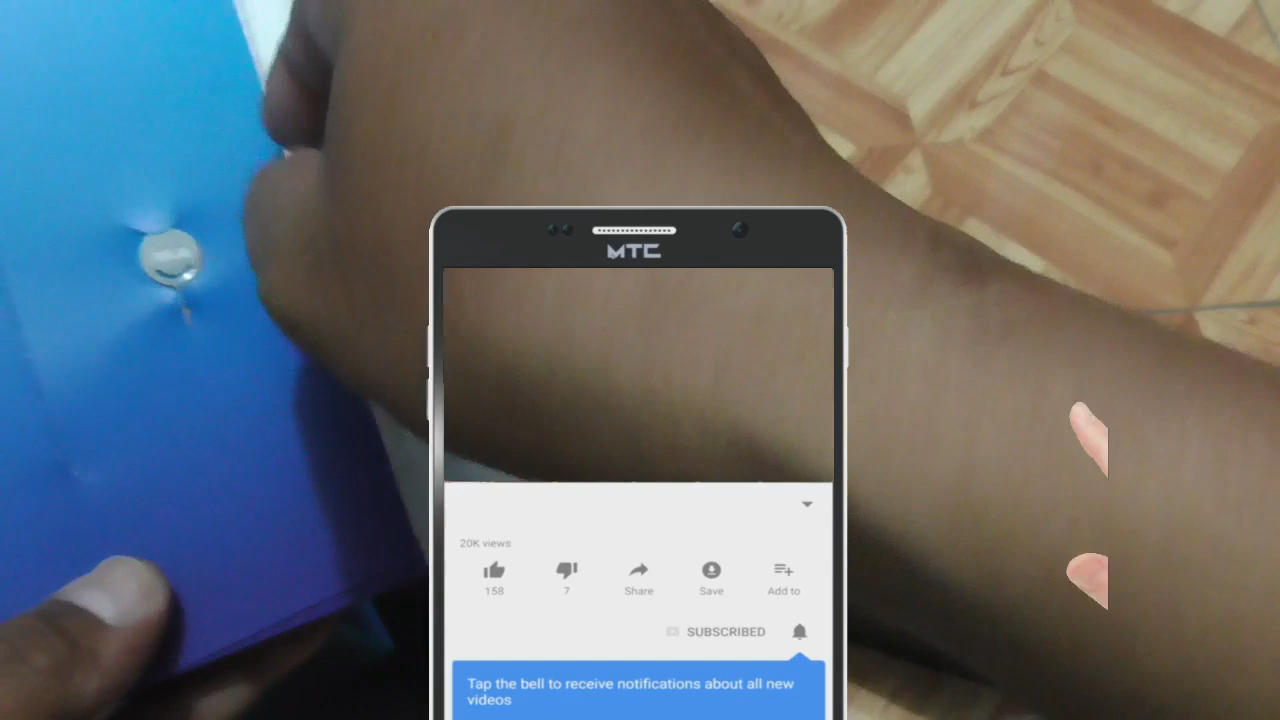 MTC
20K views
158
7
Share
Save
Add to
SUBSCRIBED
Tap the bell to receive notifications about all new
videos